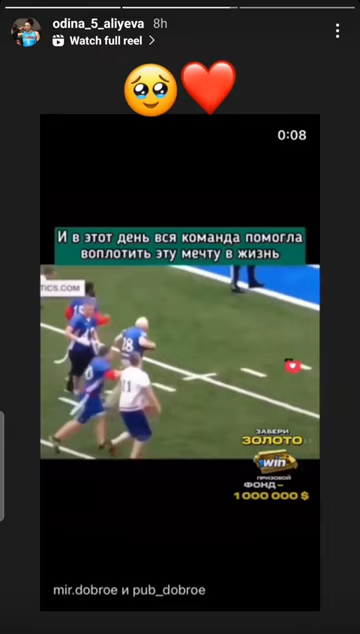 odina_5_aliyeva 8h
Watch full reel >
0:08
И в этот день вся команда помогла
воплотить эту мечту в жизнь
TICS.COM
28
11
ЗАБЕРИ
ЗОЛОТО
1win
ПРИЗОВОЙ
ФОНД –
1 000 000 $
mir.dobroe и pub_dobroe